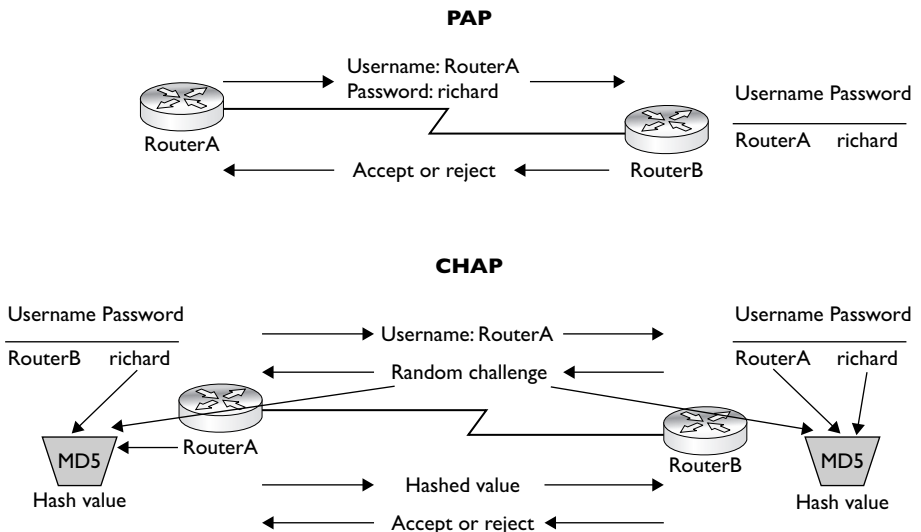 PAP
Username: RouterA
Password: richard
RouterA
Accept or reject
RouterB
Username Password
RouterA richard
CHAP
Username Password
RouterB richard
Username: RouterA
Random challenge
Username Password
RouterA richard
RouterA
RouterB
MD5
Hash value
MD5
Hash value
Hashed value
Accept or reject